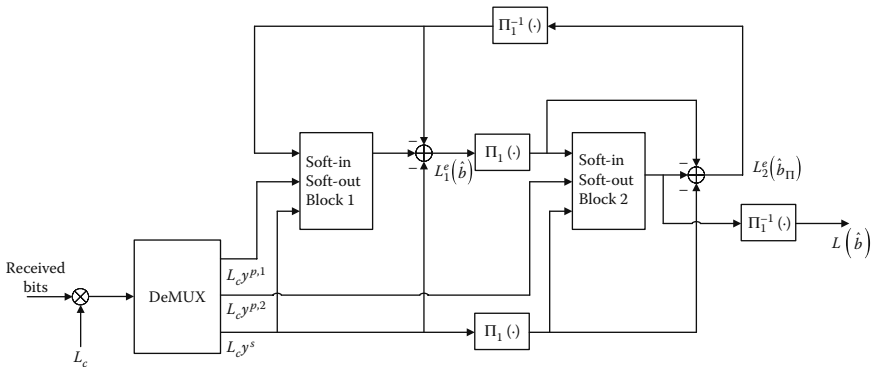 Π₁⁻¹ (·)
−
−
Soft-in
Soft-out
Block 1
L₁ᵉ(b̂)
Π₁ (·)
Soft-in
Soft-out
Block 2
−
−
L₂ᵉ(b̂_Π)
Π₁⁻¹ (·)
L (b̂)
Received
bits
L_c
DeMUX
L_c y^{p,1}
L_c y^{p,2}
L_c y^s
Π₁ (·)